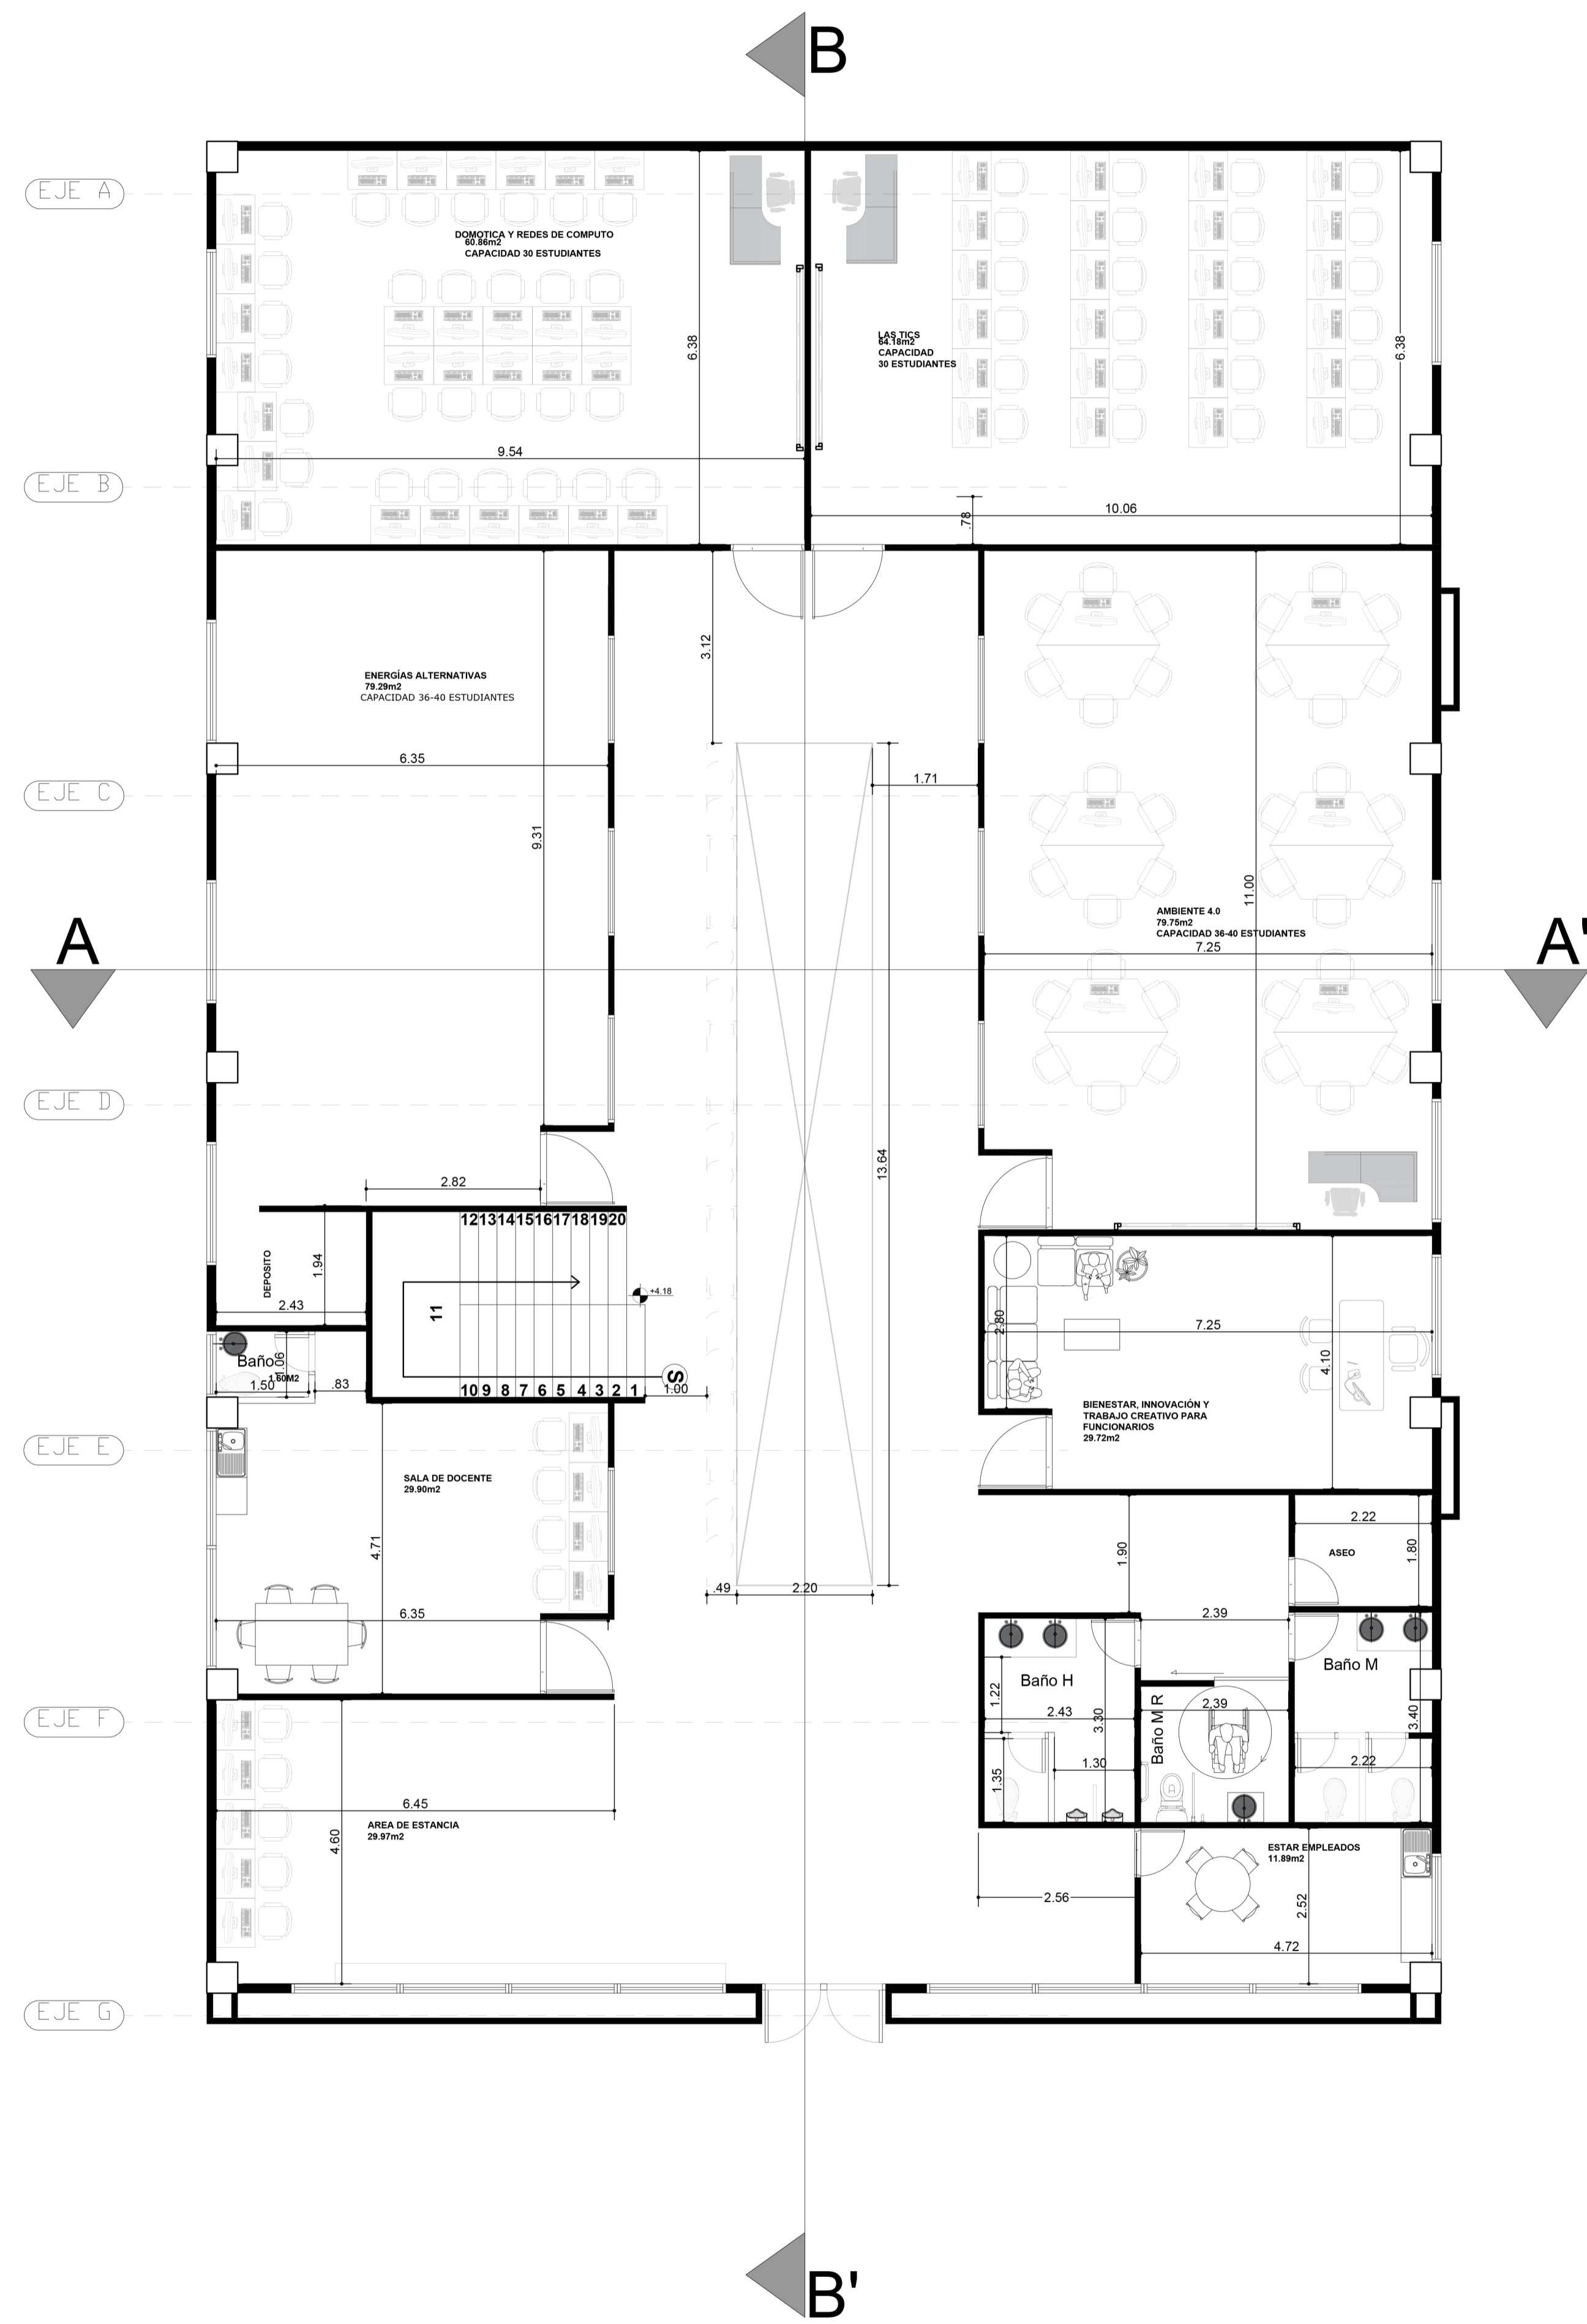 B
EJE A
DOMOTICA Y REDES DE COMPUTO
60.86m2
CAPACIDAD 30 ESTUDIANTES
6.38
LAS TICS
64.18m2
CAPACIDAD
30 ESTUDIANTES
6.38
9.54
EJE B
.78
10.06
3.12
ENERGÍAS ALTERNATIVAS
79.29m2
CAPACIDAD 36-40 ESTUDIANTES
6.35
1.71
EJE C
9.31
11.00
AMBIENTE 4.0
79.75m2
CAPACIDAD 36-40 ESTUDIANTES
7.25
A
A'
EJE D
13.64
2.82
12 13 14 15 16 17 18 19 20
DEPOSITO
1.94
2.43
11
+4.18
2.80
7.25
4.10
Baño
1.06
1.60M2
1.50
.83
S
10 9 8 7 6 5 4 3 2 1
1.00
BIENESTAR, INNOVACIÓN Y
TRABAJO CREATIVO PARA
FUNCIONARIOS
29.72m2
EJE E
SALA DE DOCENTE
29.90m2
4.71
2.22
1.90
ASEO
1.80
.49
2.20
6.35
2.39
Baño H
Baño M
1.22
2.43
3.30
Baño M R
2.39
3.40
EJE F
1.35
1.30
2.22
6.45
AREA DE ESTANCIA
29.97m2
4.60
ESTAR EMPLEADOS
11.89m2
2.56
2.52
4.72
EJE G
B'